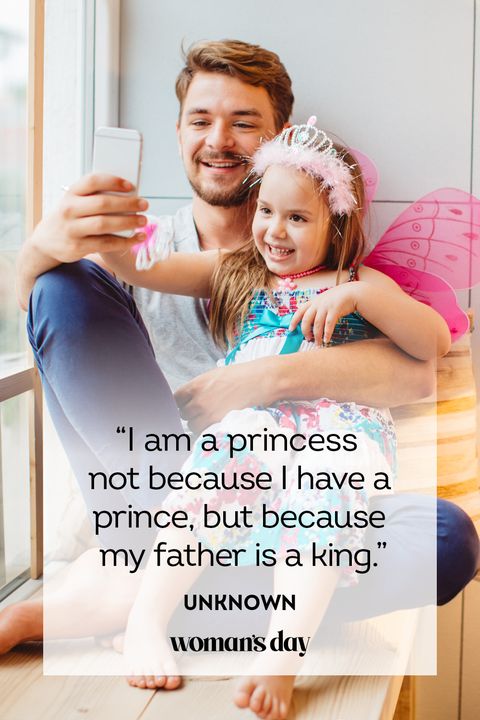 “I am a princess
not because I have a
prince, but because
my father is a king.”
UNKNOWN
woman's day